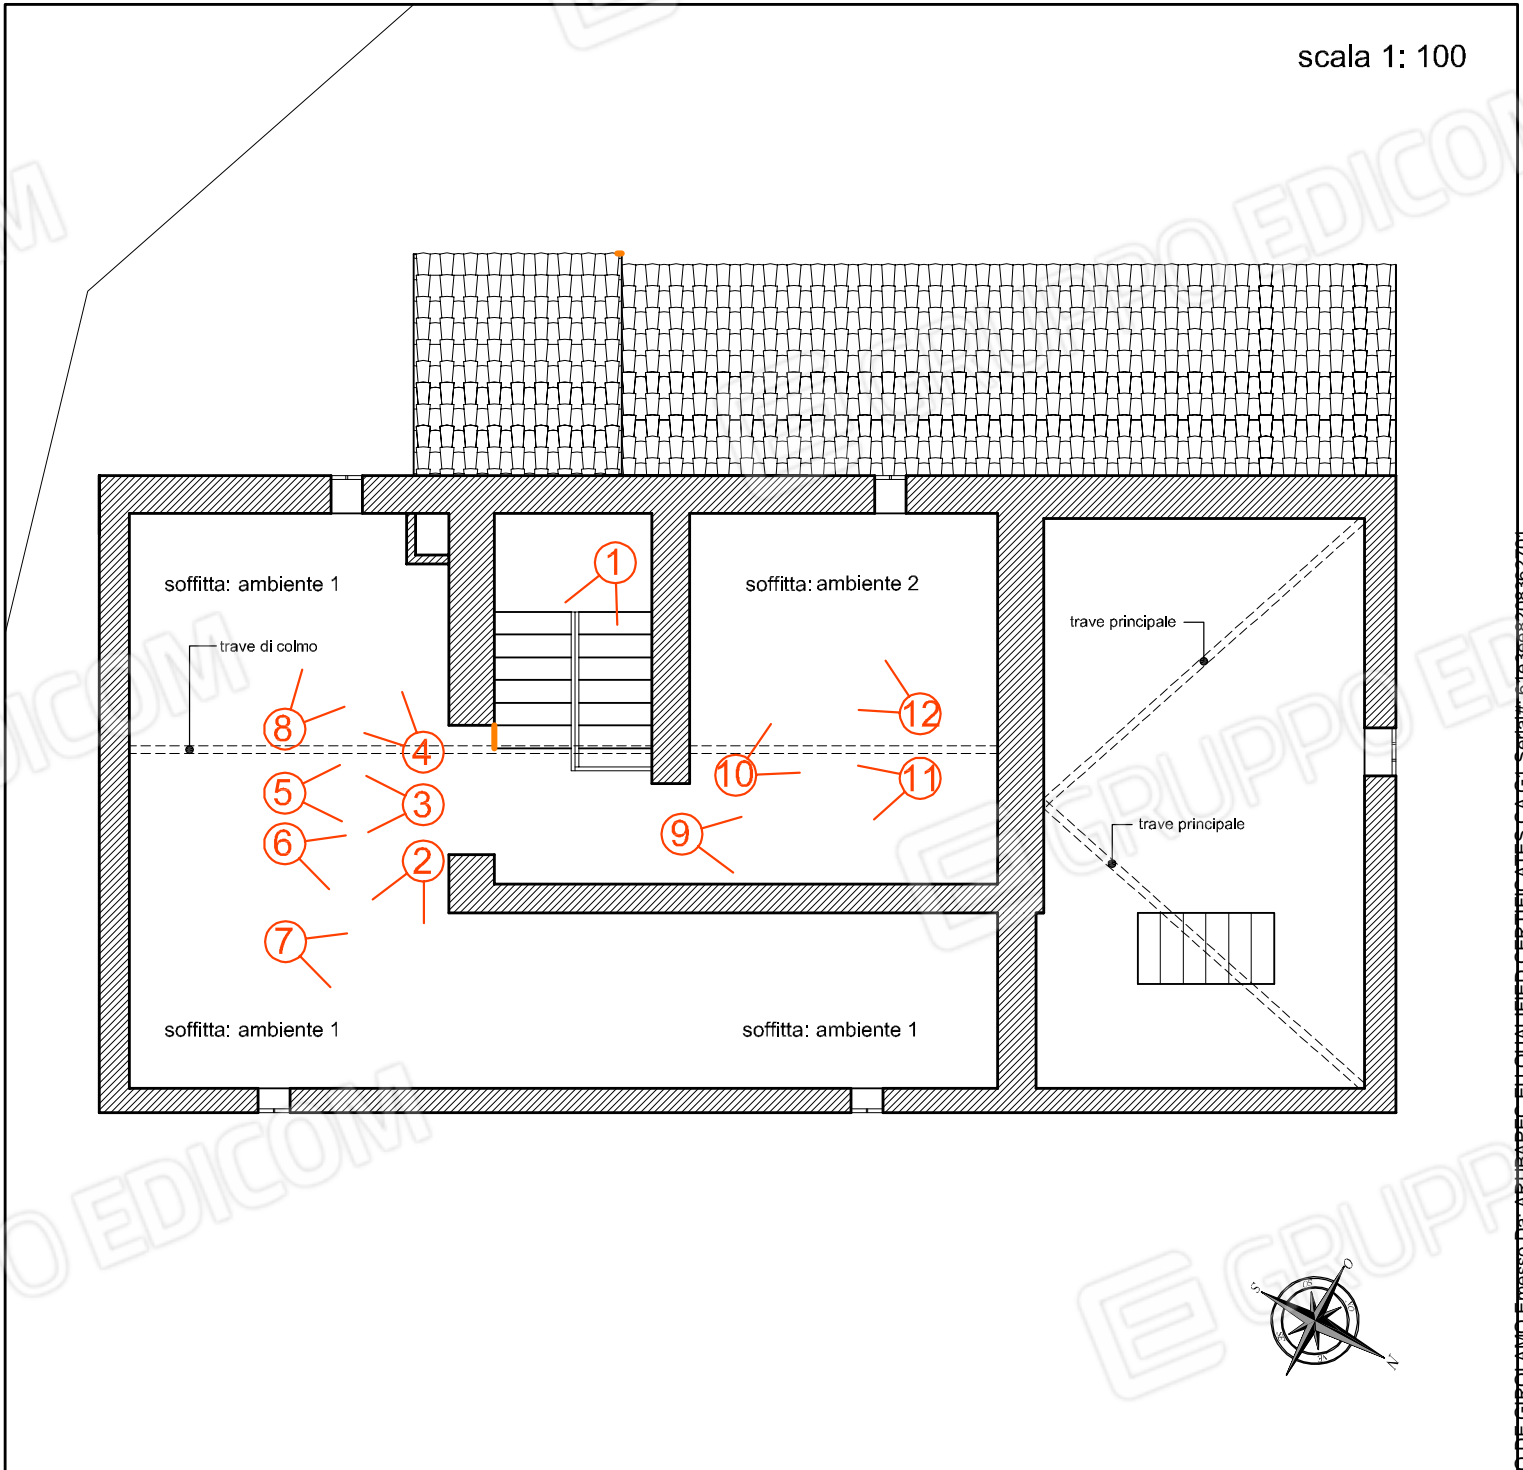 scala 1: 100
soffitta: ambiente 1
soffitta: ambiente 2
trave di colmo
trave principale
trave principale
1
2
3
4
5
6
7
8
9
10
11
12
soffitta: ambiente 1
soffitta: ambiente 1
S
O
N
GRUPPO EDICOM
GRUPPO EDICOM